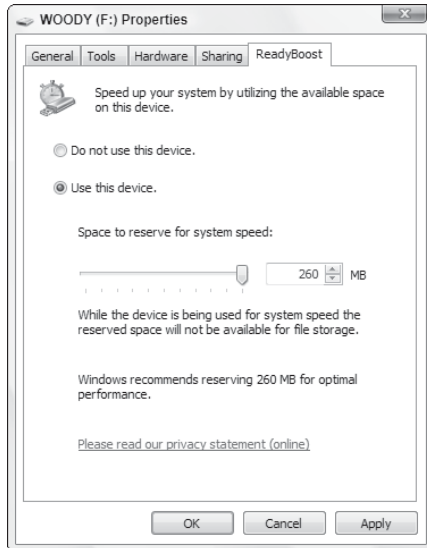 WOODY (F:) Properties
General Tools Hardware Sharing ReadyBoost
Speed up your system by utilizing the available space
on this device.
Do not use this device.
Use this device.
Space to reserve for system speed:
260 MB
While the device is being used for system speed the
reserved space will not be available for file storage.
Windows recommends reserving 260 MB for optimal
performance.
Please read our privacy statement (online)
OK Cancel Apply